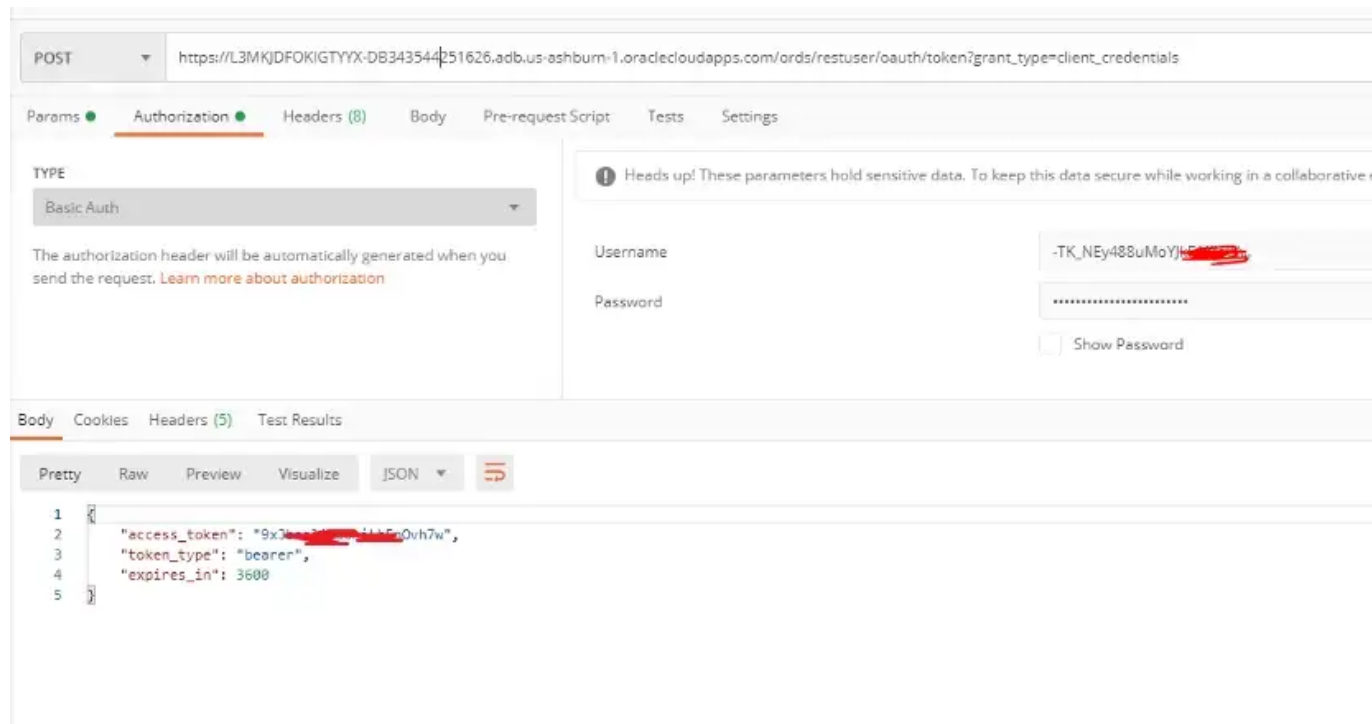 POST https://L3MKJDFOKIGTYYX-DB343544251626.adb.us-ashburn-1.oraclecloudapps.com/ords/restuser/oauth/token?grant_type=client_credentials
Params Authorization Headers (8) Body Pre-request Script Tests Settings
TYPE
Basic Auth
The authorization header will be automatically generated when you
send the request. Learn more about authorization
Heads up! These parameters hold sensitive data. To keep this data secure while working in a collaborative
Username -TK_NEy488uMoYJ
Password ••••••••••••••••••••••••
Show Password
Body Cookies Headers (5) Test Results
Pretty Raw Preview Visualize JSON
1 {
2 "access_token": "9x3 Ovh7w",
3 "token_type": "bearer",
4 "expires_in": 3600
5 }